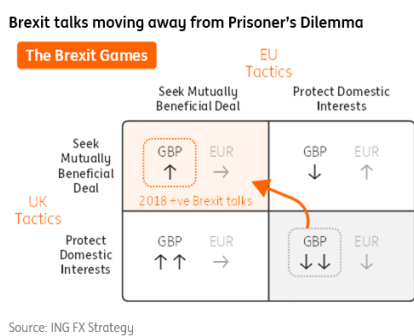 Brexit talks moving away from Prisoner's Dilemma
The Brexit Games
EU
Tactics
Seek Mutually
Beneficial Deal
Protect Domestic
Interests
UK
Tactics
Seek
Mutually
Beneficial
Deal
GBP EUR
↑ →
2018 +ve Brexit talks
GBP EUR
↓ ↑
Protect
Domestic
Interests
GBP EUR
↑↑ →
GBP EUR
↓↓ ↓
Source: ING FX Strategy